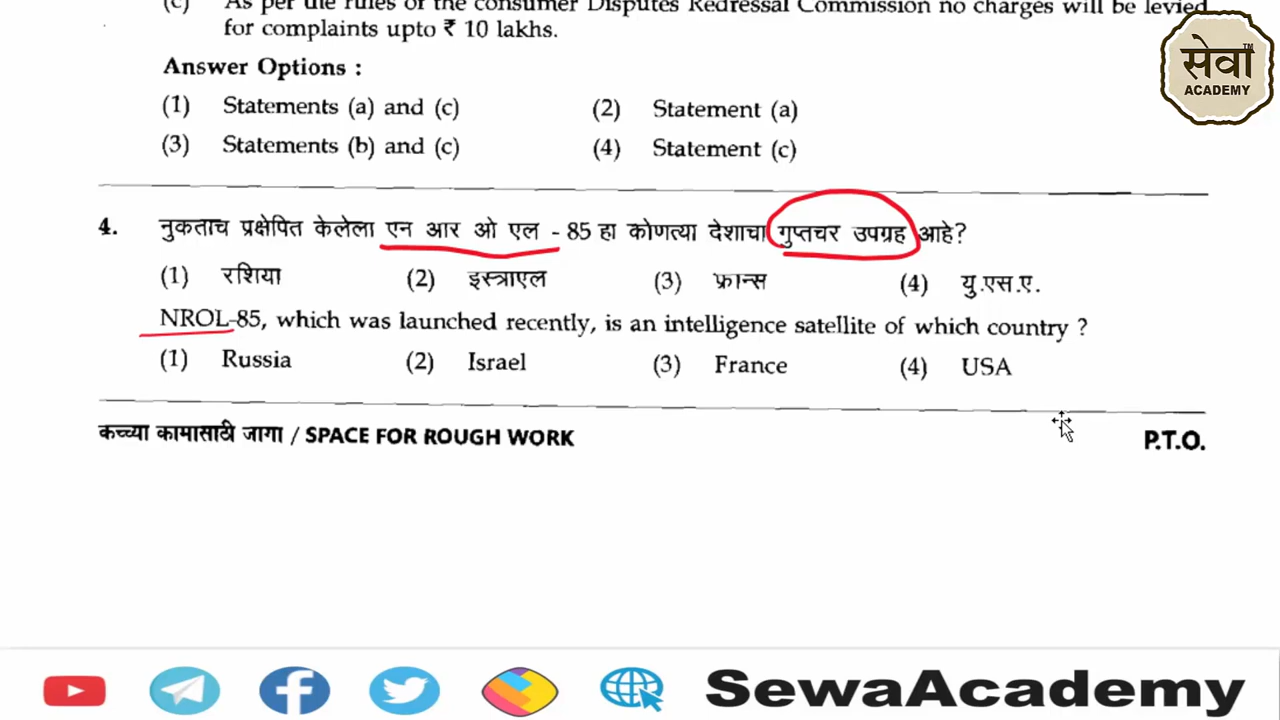 (c) As per the rules of the consumer Disputes Redressal Commission no charges will be levied
for complaints upto ₹ 10 lakhs.
सेवा
TM
ACADEMY
Answer Options :
(1) Statements (a) and (c) (2) Statement (a)
(3) Statements (b) and (c) (4) Statement (c)
4. नुकताच प्रक्षेपित केलेला एन आर ओ एल - 85 हा कोणत्या देशाचा गुप्तचर उपग्रह आहे?
(1) रशिया (2) इस्त्राएल (3) फ्रान्स (4) यु.एस.ए.
NROL-85, which was launched recently, is an intelligence satellite of which country ?
(1) Russia (2) Israel (3) France (4) USA
कच्च्या कामासाठी जागा / SPACE FOR ROUGH WORK P.T.O.
SewaAcademy